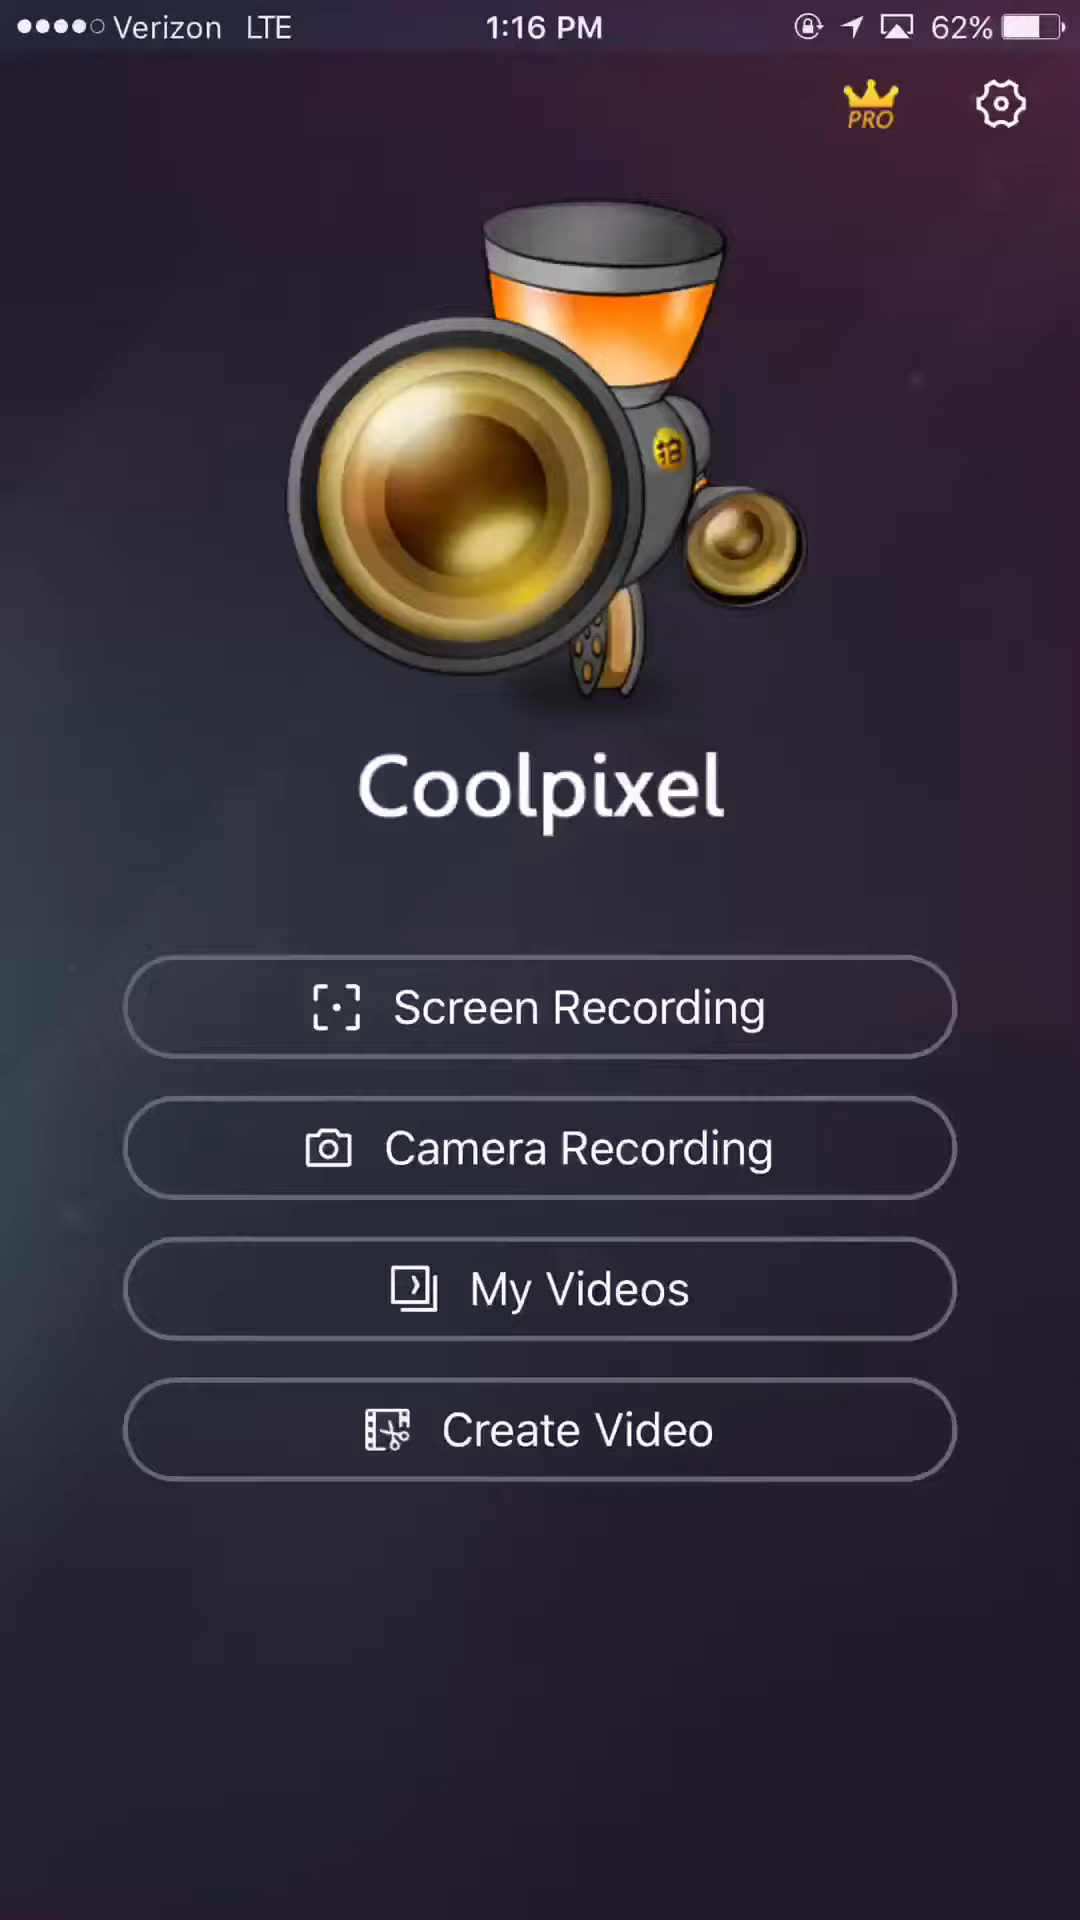 Verizon LTE 1:16 PM 62%
PRO
Coolpixel
Screen Recording
Camera Recording
My Videos
Create Video